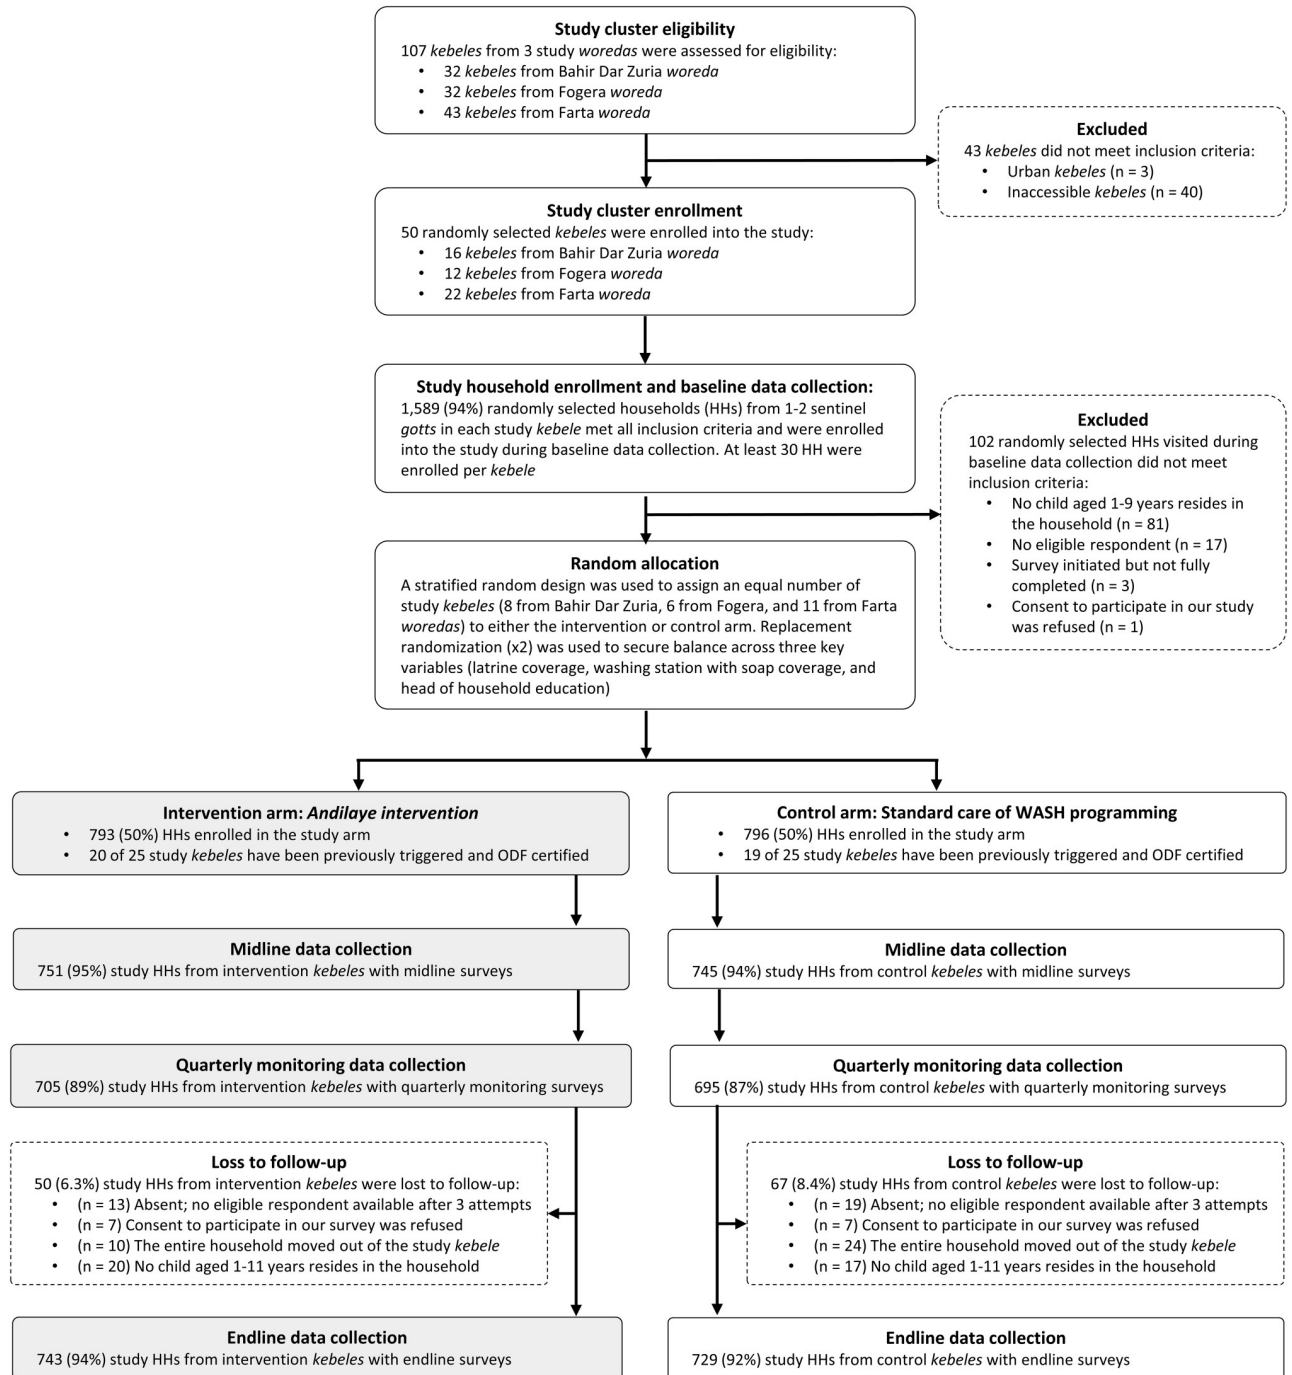 Study cluster eligibility
107 kebeles from 3 study woredas were assessed for eligibility:
• 32 kebeles from Bahir Dar Zuria woreda
• 32 kebeles from Fogera woreda
• 43 kebeles from Farta woreda
Excluded
43 kebeles did not meet inclusion criteria:
• Urban kebeles (n = 3)
• Inaccessible kebeles (n = 40)
Study cluster enrollment
50 randomly selected kebeles were enrolled into the study:
• 16 kebeles from Bahir Dar Zuria woreda
• 12 kebeles from Fogera woreda
• 22 kebeles from Farta woreda
Study household enrollment and baseline data collection:
1,589 (94%) randomly selected households (HHs) from 1-2 sentinel
gotts in each study kebele met all inclusion criteria and were enrolled
into the study during baseline data collection. At least 30 HH were
enrolled per kebele
Excluded
102 randomly selected HHs visited during
baseline data collection did not meet
inclusion criteria:
• No child aged 1-9 years resides in
the household (n = 81)
• No eligible respondent (n = 17)
• Survey initiated but not fully
completed (n = 3)
• Consent to participate in our study
was refused (n = 1)
Random allocation
A stratified random design was used to assign an equal number of
study kebeles (8 from Bahir Dar Zuria, 6 from Fogera, and 11 from Farta
woredas) to either the intervention or control arm. Replacement
randomization (x2) was used to secure balance across three key
variables (latrine coverage, washing station with soap coverage, and
head of household education)
Intervention arm: Andilaye intervention
• 793 (50%) HHs enrolled in the study arm
• 20 of 25 study kebeles have been previously triggered and ODF certified
Control arm: Standard care of WASH programming
• 796 (50%) HHs enrolled in the study arm
• 19 of 25 study kebeles have been previously triggered and ODF certified
Midline data collection
751 (95%) study HHs from intervention kebeles with midline surveys
Midline data collection
745 (94%) study HHs from control kebeles with midline surveys
Quarterly monitoring data collection
705 (89%) study HHs from intervention kebeles with quarterly monitoring surveys
Quarterly monitoring data collection
695 (87%) study HHs from control kebeles with quarterly monitoring surveys
Loss to follow-up
50 (6.3%) study HHs from intervention kebeles were lost to follow-up:
• (n = 13) Absent; no eligible respondent available after 3 attempts
• (n = 7) Consent to participate in our survey was refused
• (n = 10) The entire household moved out of the study kebele
• (n = 20) No child aged 1-11 years resides in the household
Loss to follow-up
67 (8.4%) study HHs from control kebeles were lost to follow-up:
• (n = 19) Absent; no eligible respondent available after 3 attempts
• (n = 7) Consent to participate in our survey was refused
• (n = 24) The entire household moved out of the study kebele
• (n = 17) No child aged 1-11 years resides in the household
Endline data collection
743 (94%) study HHs from intervention kebeles with endline surveys
Endline data collection
729 (92%) study HHs from control kebeles with endline surveys